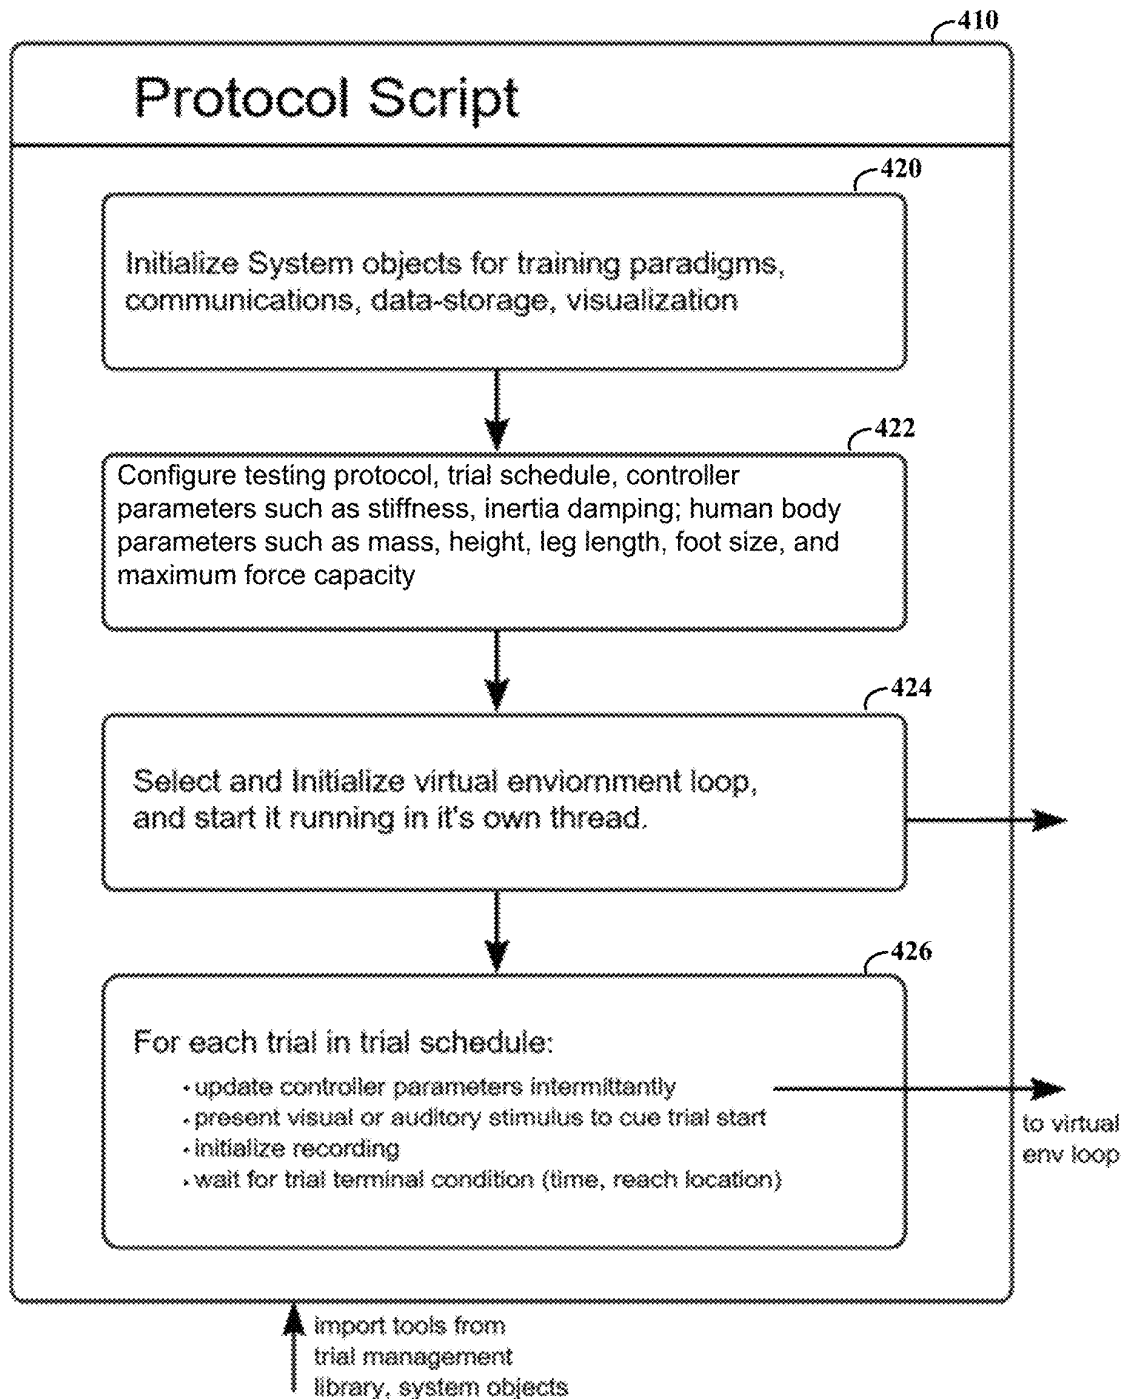 410
Protocol Script
420
Initialize System objects for training paradigms,
communications, data-storage, visualization
422
Configure testing protocol, trial schedule, controller
parameters such as stiffness, inertia damping; human body
parameters such as mass, height, leg length, foot size, and
maximum force capacity
424
Select and Initialize virtual enviornment loop,
and start it running in it's own thread.
426
For each trial in trial schedule:
• update controller parameters intermittantly
• present visual or auditory stimulus to cue trial start
• initialize recording
• wait for trial terminal condition (time, reach location)
to virtual
env loop
import tools from
trial management
library, system objects